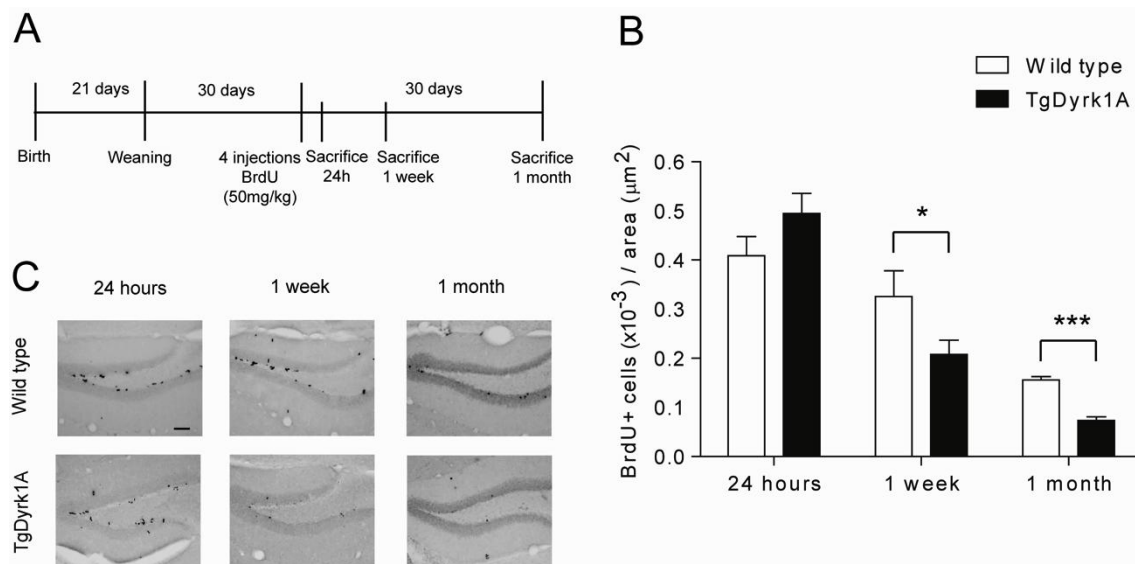 A
21 days 30 days 30 days
Birth Weaning 4 injections Sacrifice Sacrifice Sacrifice
BrdU 24h 1 week 1 month
(50mg/kg)
B
Wild type
TgDyrk1A
BrdU+ cells (x10⁻³) / area (μm²)
0.6
0.5
0.4
0.3
0.2
0.1
0.0
*
***
24 hours 1 week 1 month
C
24 hours 1 week 1 month
Wild type
TgDyrk1A